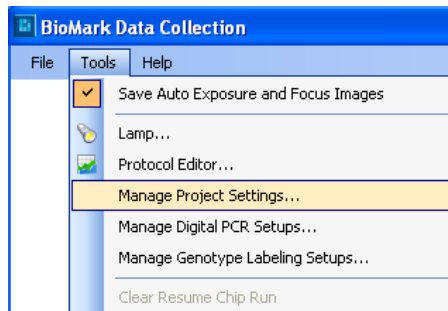 BioMark Data Collection
File Tools Help
Save Auto Exposure and Focus Images
Lamp...
Protocol Editor...
Manage Project Settings...
Manage Digital PCR Setups...
Manage Genotype Labeling Setups...
Clear Resume Chip Run